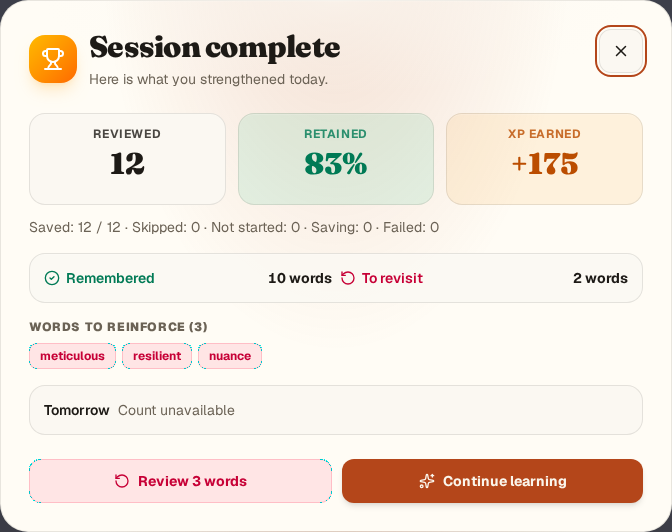 Session complete
Here is what you strengthened today.
REVIEWED
12
RETAINED
83%
XP EARNED
+175
Saved: 12 / 12 · Skipped: 0 · Not started: 0 · Saving: 0 · Failed: 0
Remembered 10 words To revisit 2 words
WORDS TO REINFORCE (3)
meticulous resilient nuance
Tomorrow Count unavailable
Review 3 words Continue learning